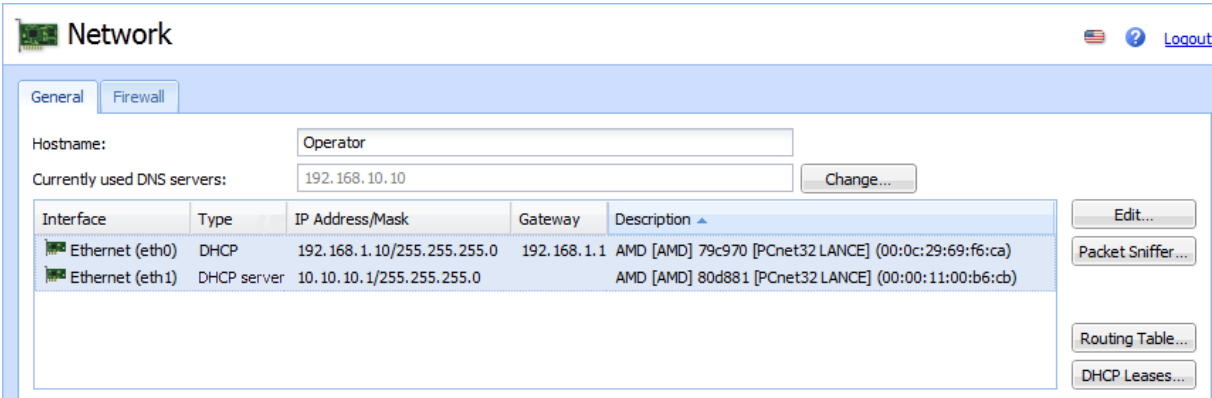 Network
Logout
General Firewall
Hostname: Operator
Currently used DNS servers: 192.168.10.10 Change...
Interface Type IP Address/Mask Gateway Description
Edit...
Ethernet (eth0) DHCP 192.168.1.10/255.255.255.0 192.168.1.1 AMD [AMD] 79c970 [PCnet32 LANCE] (00:0c:29:69:f6:ca)
Packet Sniffer...
Ethernet (eth1) DHCP server 10.10.10.1/255.255.255.0 AMD [AMD] 80d881 [PCnet32 LANCE] (00:00:11:00:b6:cb)
Routing Table...
DHCP Leases...